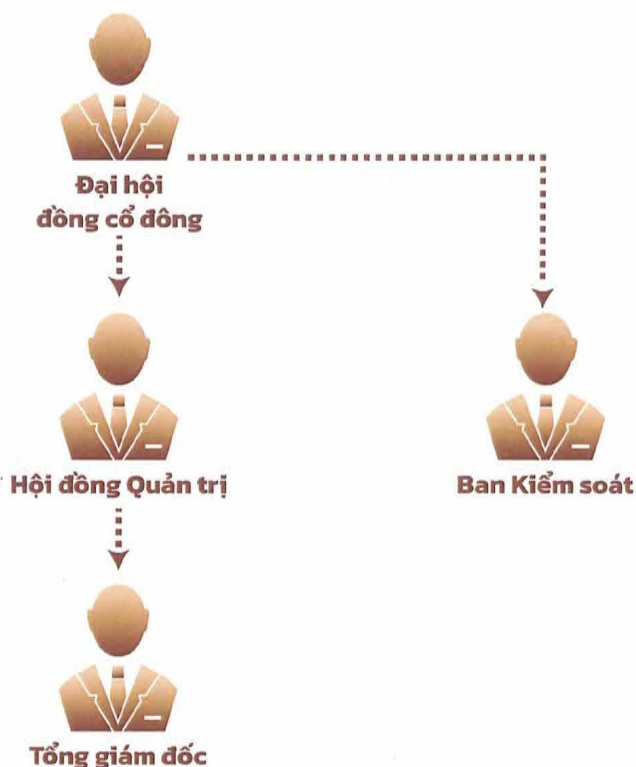 Đại hội
đồng cổ đông
Hội đồng Quản trị
Ban Kiểm soát
Tổng giám đốc